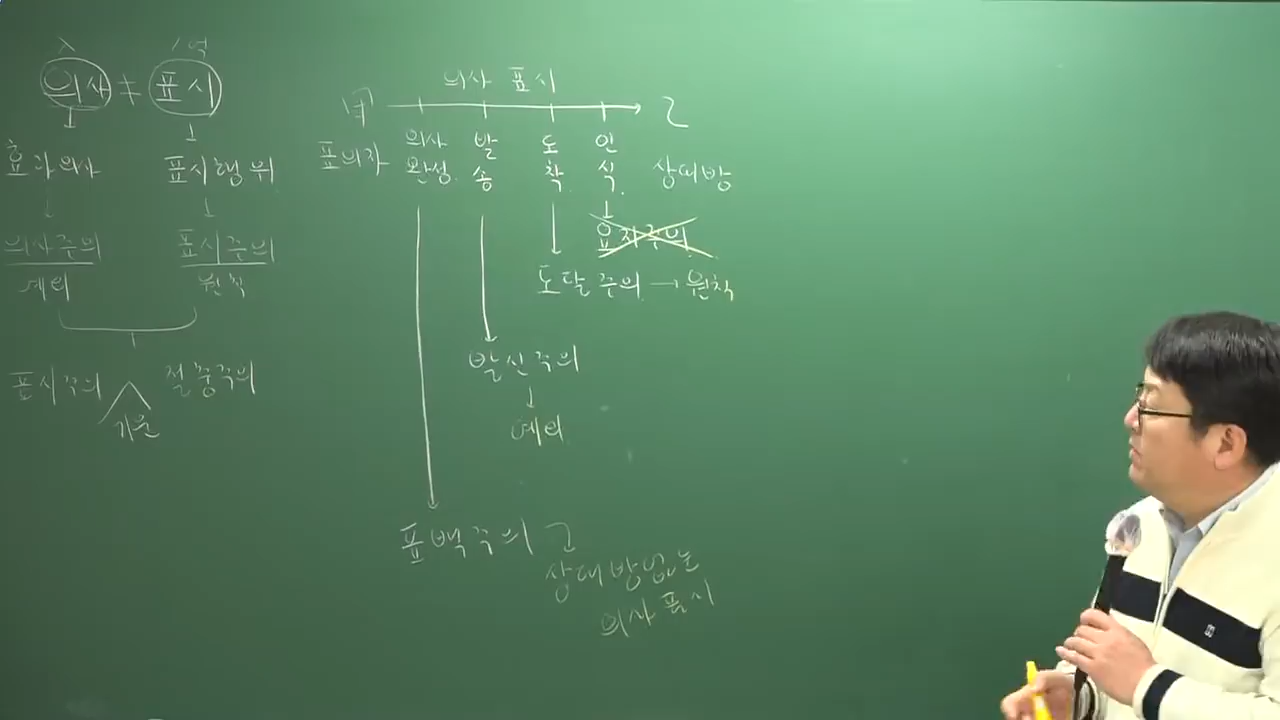 의사 ≠ 표시
효과의사 표시행위
의사주의 표시주의
예외 원칙
표시주의 절충주의
기운
의사 표시
甲 乙
표의자 의사완성. 발송 도착. 인식. 상대방
요지주의
도달주의 → 원칙
발신주의
예외
표백주의
상대방없는
의사표시